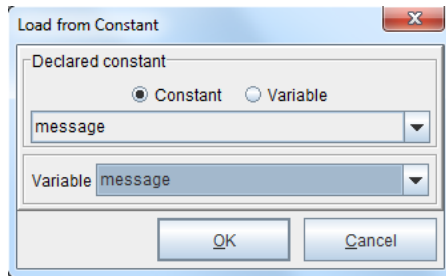 Load from Constant
Declared constant
Constant Variable
message
Variable message
OK Cancel